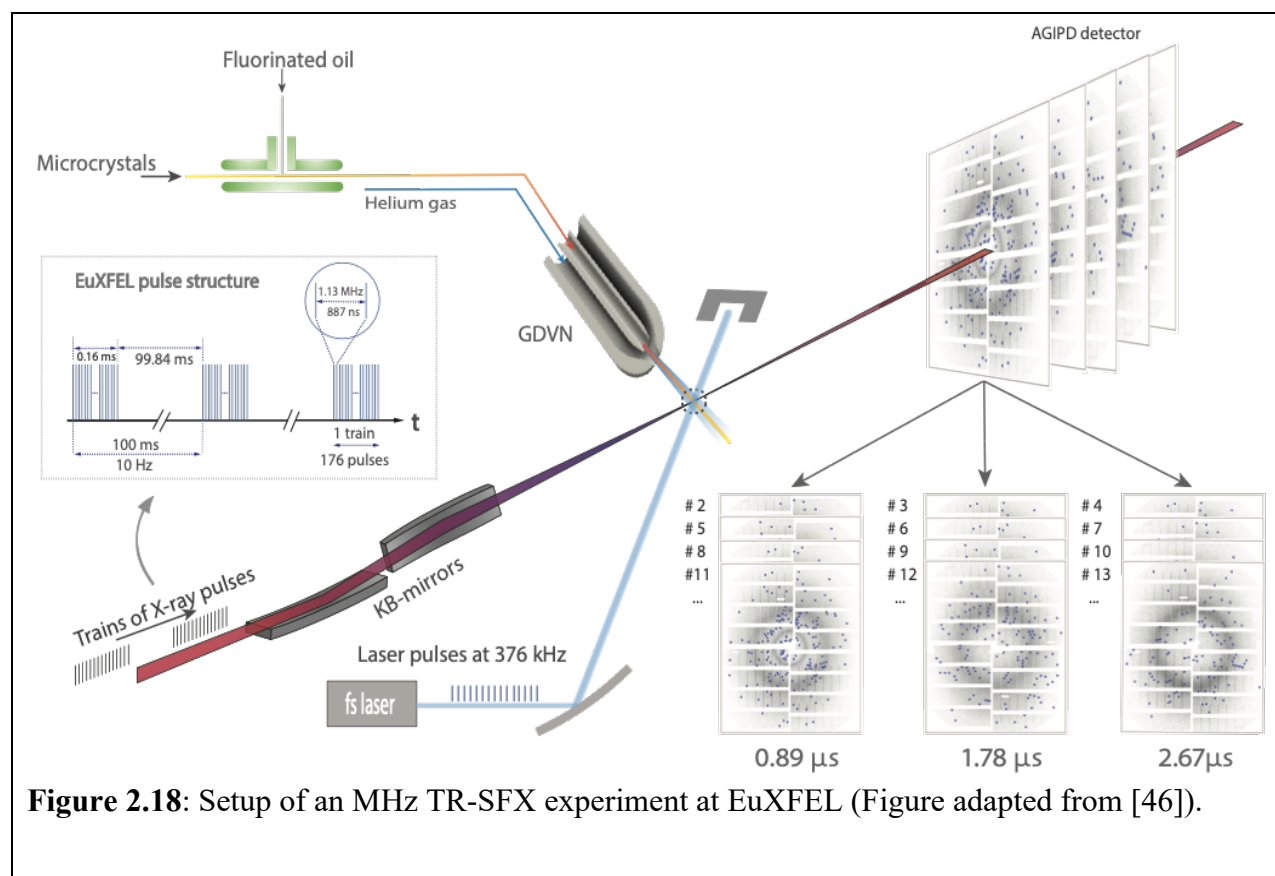 AGIPD detector
Fluorinated oil
Microcrystals
Helium gas
EuXFEL pulse structure
1.13 MHz
887 ns
0.16 ms
99.84 ms
...
...
...
t
100 ms
10 Hz
1 train
176 pulses
GDVN
KB-mirrors
Trains of X-ray pulses
Laser pulses at 376 kHz
fs laser
# 2
# 5
# 8
#11
...
0.89 µs
# 3
# 6
# 9
# 12
...
1.78 µs
# 4
# 7
# 10
# 13
...
2.67µs
Figure 2.18: Setup of an MHz TR-SFX experiment at EuXFEL (Figure adapted from [46]).